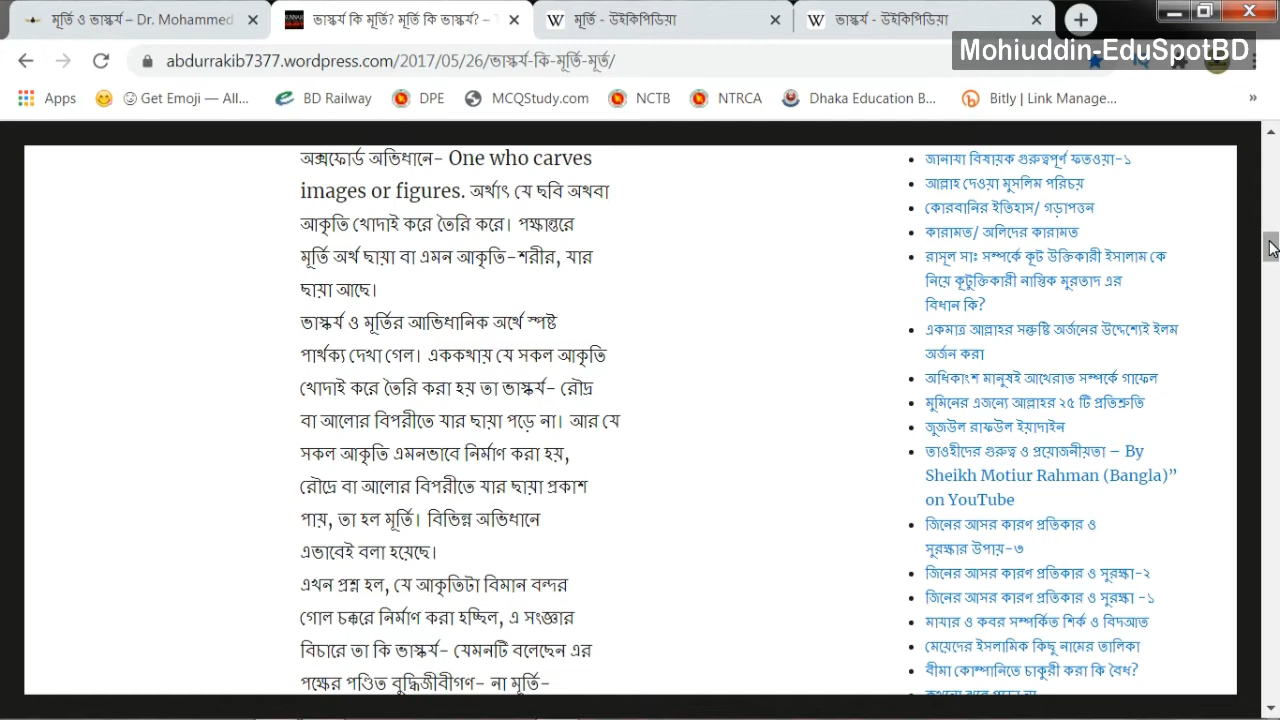 মূর্তি ও ভাস্কর্য – Dr. Mohammed
ভাস্কর্য কি মূর্তি? মূর্তি কি ভাস্কর্য? –
মূর্তি - উইকিপিডিয়া
ভাস্কর্য - উইকিপিডিয়া
Mohiuddin-EduSpotBD
abdurrakib7377.wordpress.com/2017/05/26/ভাস্কর্য-কি-মূর্তি-মূর্ত/
Apps
Get Emoji — All...
BD Railway
DPE
MCQStudy.com
NCTB
NTRCA
Dhaka Education B...
Bitly | Link Manage...
»
অক্সফোর্ড অভিধানে- One who carves
images or figures. অর্থাৎ যে ছবি অথবা
আকৃতি খোদাই করে তৈরি করে। পক্ষান্তরে
মূর্তি অর্থ ছায়া বা এমন আকৃতি-শরীর, যার
ছায়া আছে।
ভাস্কর্য ও মূর্তির আভিধানিক অর্থে স্পষ্ট
পার্থক্য দেখা গেল। এককথায় যে সকল আকৃতি
খোদাই করে তৈরি করা হয় তা ভাস্কর্য- রৌদ্র
বা আলোর বিপরীতে যার ছায়া পড়ে না। আর যে
সকল আকৃতি এমনভাবে নির্মাণ করা হয়,
রৌদ্রে বা আলোর বিপরীতে যার ছায়া প্রকাশ
পায়, তা হল মূর্তি। বিভিন্ন অভিধানে
এভাবেই বলা হয়েছে।
এখন প্রশ্ন হল, যে আকৃতিটা বিমান বন্দর
গোল চক্করে নির্মাণ করা হচ্ছিল, এ সংজ্ঞার
বিচারে তা কি ভাস্কর্য- যেমনটি বলেছেন এর
পক্ষের পণ্ডিত বুদ্ধিজীবীগণ- না মূর্তি-
জানাযা বিষায়ক গুরুত্বপূর্ণ ফতওয়া-১
আল্লাহ দেওয়া মুসলিম পরিচয়
কোরবানির ইতিহাস/ গড়াপত্তন
কারামত/ অলিদের কারামত
রাসূল সাঃ সম্পর্কে কূট উক্তিকারী ইসালাম কে
নিয়ে কূটুক্তিকারী নাস্তিক মুরতাদ এর
বিধান কি?
একমাত্র আল্লাহর সন্তুষ্টি অর্জনের উদ্দেশ্যেই ইলম
অর্জন করা
অধিকাংশ মানুষই আখেরাত সম্পর্কে গাফেল
মুমিনের এজন্যে আল্লাহর ২৫ টি প্রতিশ্রুতি
জুজউল রাফউল ইয়াদাইন
তাওহীদের গুরুত্ব ও প্রয়োজনীয়তা – By
Sheikh Motiur Rahman (Bangla)”
on YouTube
জিনের আসর কারণ প্রতিকার ও
সুরক্ষার উপায়-৩
জিনের আসর কারণ প্রতিকার ও সুরক্ষা-২
জিনের আসর কারণ প্রতিকার ও সুরক্ষা -১
মাযার ও কবর সম্পর্কিত শির্ক ও বিদআত
মেয়েদের ইসলামিক কিছু নামের তালিকা
বীমা কোম্পানিতে চাকুরী করা কি বৈধ?